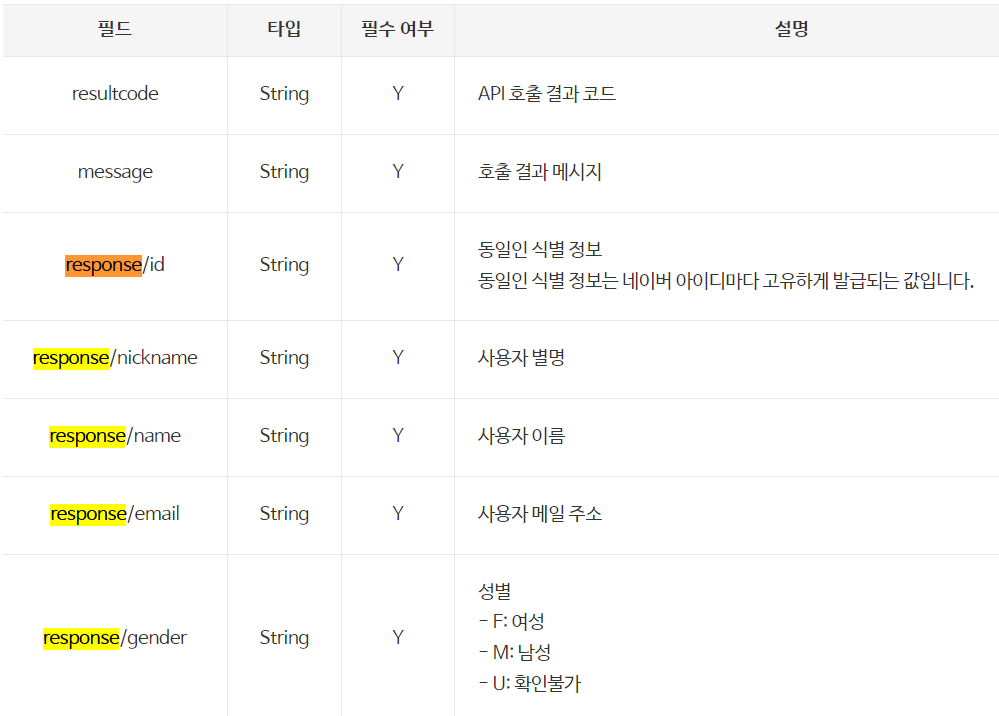 필드 타입 필수 여부 설명
resultcode String Y API 호출 결과 코드
message String Y 호출 결과 메시지
response/id String Y 동일인 식별 정보
동일인 식별 정보는 네이버 아이디마다 고유하게 발급되는 값입니다.
response/nickname String Y 사용자 별명
response/name String Y 사용자 이름
response/email String Y 사용자 메일 주소
response/gender String Y 성별
- F: 여성
- M: 남성
- U: 확인불가